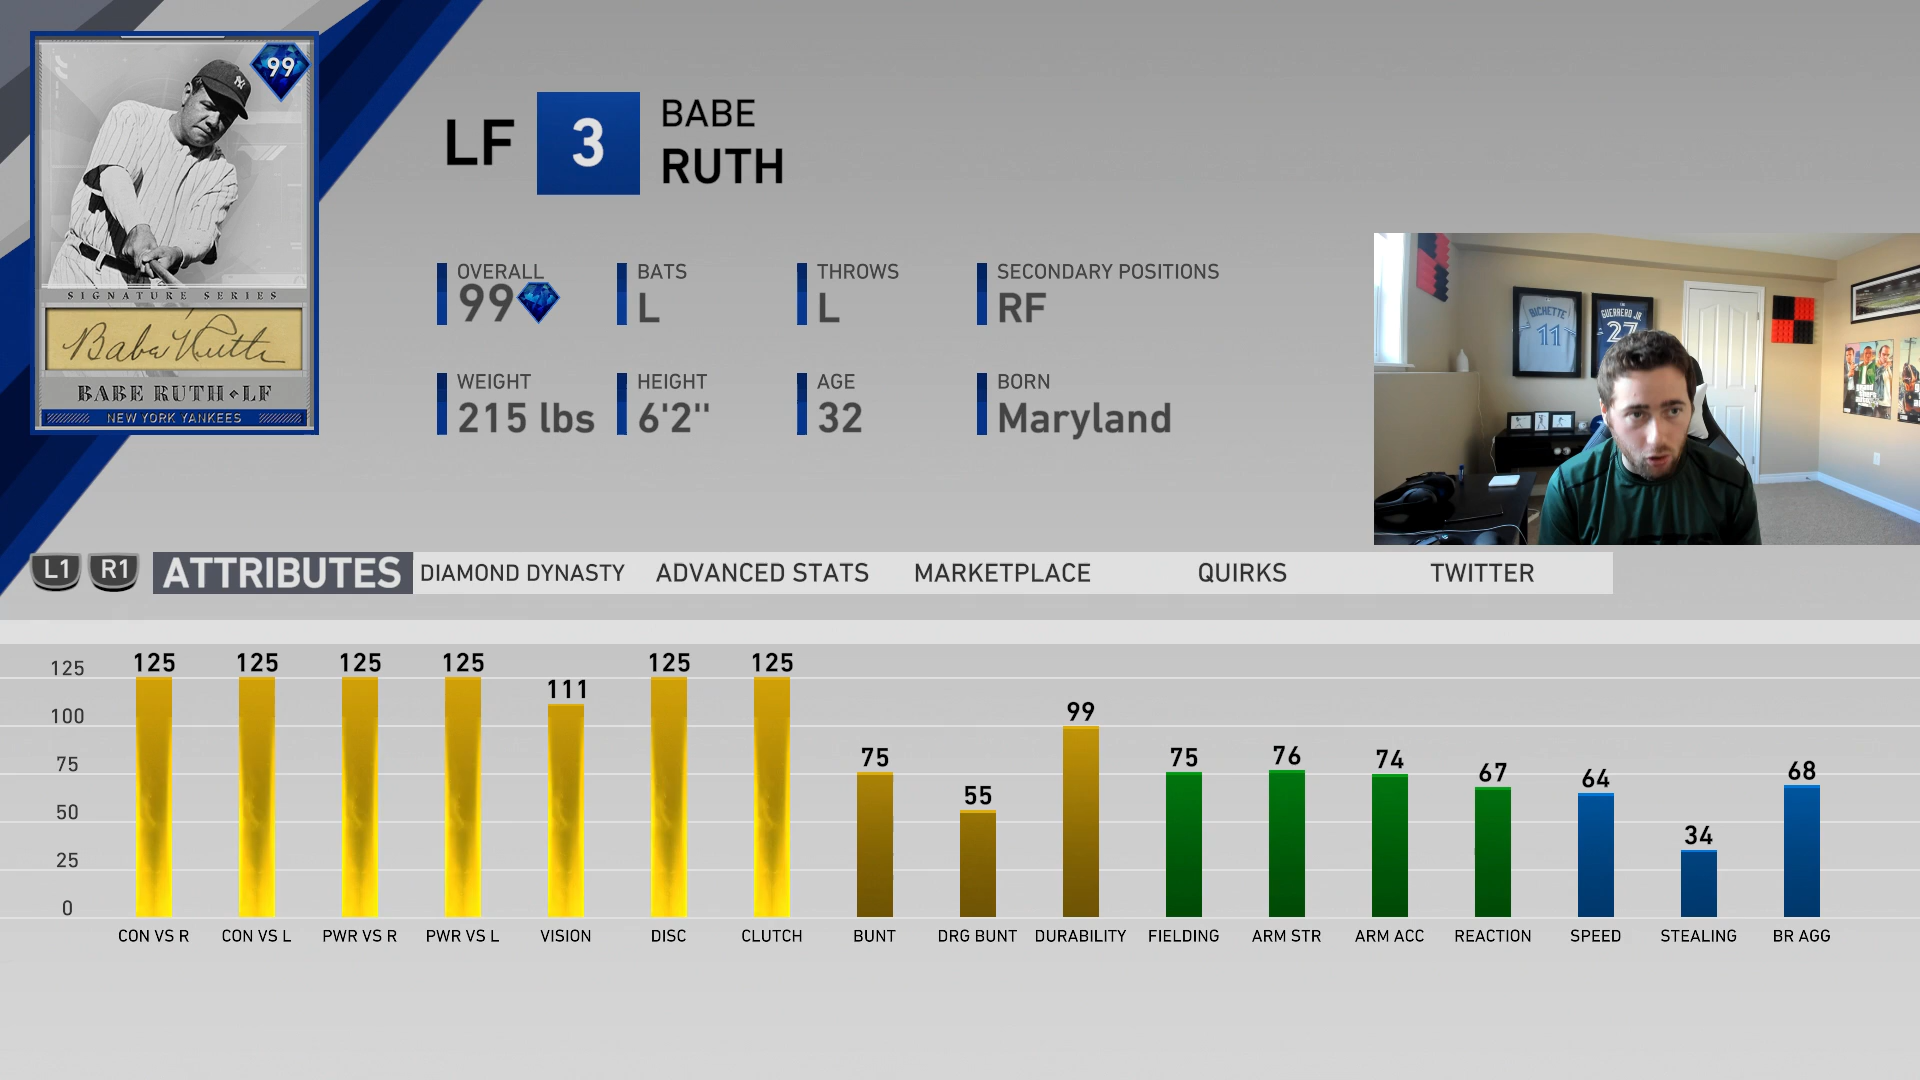 99
SIGNATURE SERIES
Babe Ruth
BABE RUTH LF
NEW YORK YANKEES
LF 3 BABE
RUTH
OVERALL BATS THROWS SECONDARY POSITIONS
99 L L RF
WEIGHT HEIGHT AGE BORN
215 lbs 6'2" 32 Maryland
BICHETTE
11
GUERRERO JR.
27
L1 R1 ATTRIBUTES DIAMOND DYNASTY ADVANCED STATS MARKETPLACE QUIRKS TWITTER
125 100 75 50 25 0
125 125 125 125 111 125 125 75 55 99 75 76 74 67 64 34 68
CON VS R CON VS L PWR VS R PWR VS L VISION DISC CLUTCH BUNT DRG BUNT DURABILITY FIELDING ARM STR ARM ACC REACTION SPEED STEALING BR AGG